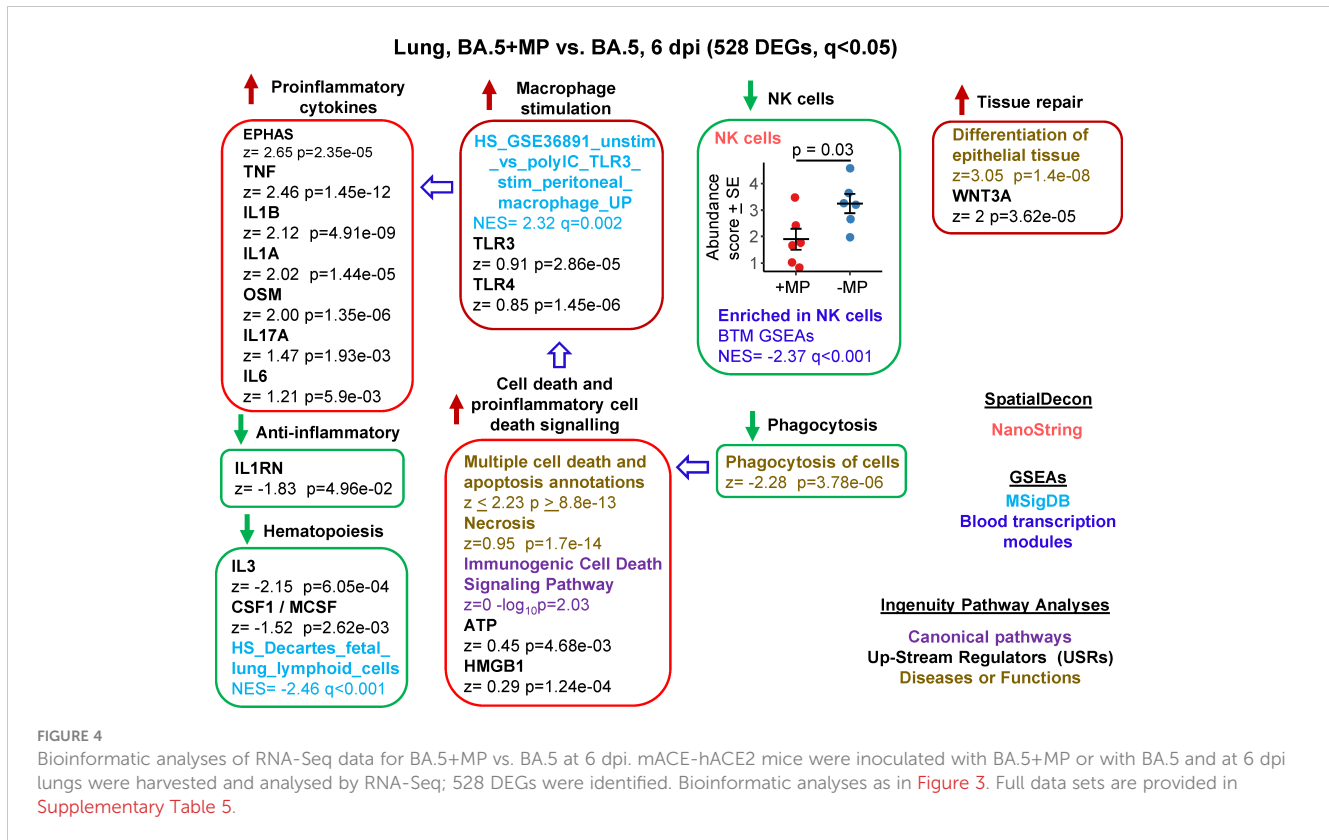 Lung, BA.5+MP vs. BA.5, 6 dpi (528 DEGs, q<0.05)
Proinflammatory
cytokines
EPHAS
z= 2.65 p=2.35e-05
TNF
z= 2.46 p=1.45e-12
IL1B
z= 2.12 p=4.91e-09
IL1A
z= 2.02 p=1.44e-05
OSM
z= 2.00 p=1.35e-06
IL17A
z= 1.47 p=1.93e-03
IL6
z= 1.21 p=5.9e-03
Anti-inflammatory
IL1RN
z= -1.83 p=4.96e-02
Hematopoiesis
IL3
z= -2.15 p=6.05e-04
CSF1 / MCSF
z= -1.52 p=2.62e-03
HS_Decartes_fetal_
lung_lymphoid_cells
NES= -2.46 q<0.001
Macrophage
stimulation
HS_GSE36891_unstim
_vs_polyIC_TLR3_
stim_peritoneal_
macrophage_UP
NES= 2.32 q=0.002
TLR3
z= 0.91 p=2.86e-05
TLR4
z= 0.85 p=1.45e-06
Cell death and
proinflammatory cell
death signalling
Multiple cell death and
apoptosis annotations
z ≤ 2.23 p ≥ 8.8e-13
Necrosis
z=0.95 p=1.7e-14
Immunogenic Cell Death
Signaling Pathway
z=0 -log10p=2.03
ATP
z= 0.45 p=4.68e-03
HMGB1
z= 0.29 p=1.24e-04
NK cells
NK cells
p = 0.03
Abundance
score ± SE
4
3
2
1
+MP -MP
Enriched in NK cells
BTM GSEAs
NES= -2.37 q<0.001
Phagocytosis
Phagocytosis of cells
z= -2.28 p=3.78e-06
Tissue repair
Differentiation of
epithelial tissue
z=3.05 p=1.4e-08
WNT3A
z= 2 p=3.62e-05
SpatialDecon
NanoString
GSEAs
MSigDB
Blood transcription
modules
Ingenuity Pathway Analyses
Canonical pathways
Up-Stream Regulators (USRs)
Diseases or Functions
FIGURE 4
Bioinformatic analyses of RNA-Seq data for BA.5+MP vs. BA.5 at 6 dpi. mACE-hACE2 mice were inoculated with BA.5+MP or with BA.5 and at 6 dpi
lungs were harvested and analysed by RNA-Seq; 528 DEGs were identified. Bioinformatic analyses as in Figure 3. Full data sets are provided in
Supplementary Table 5.